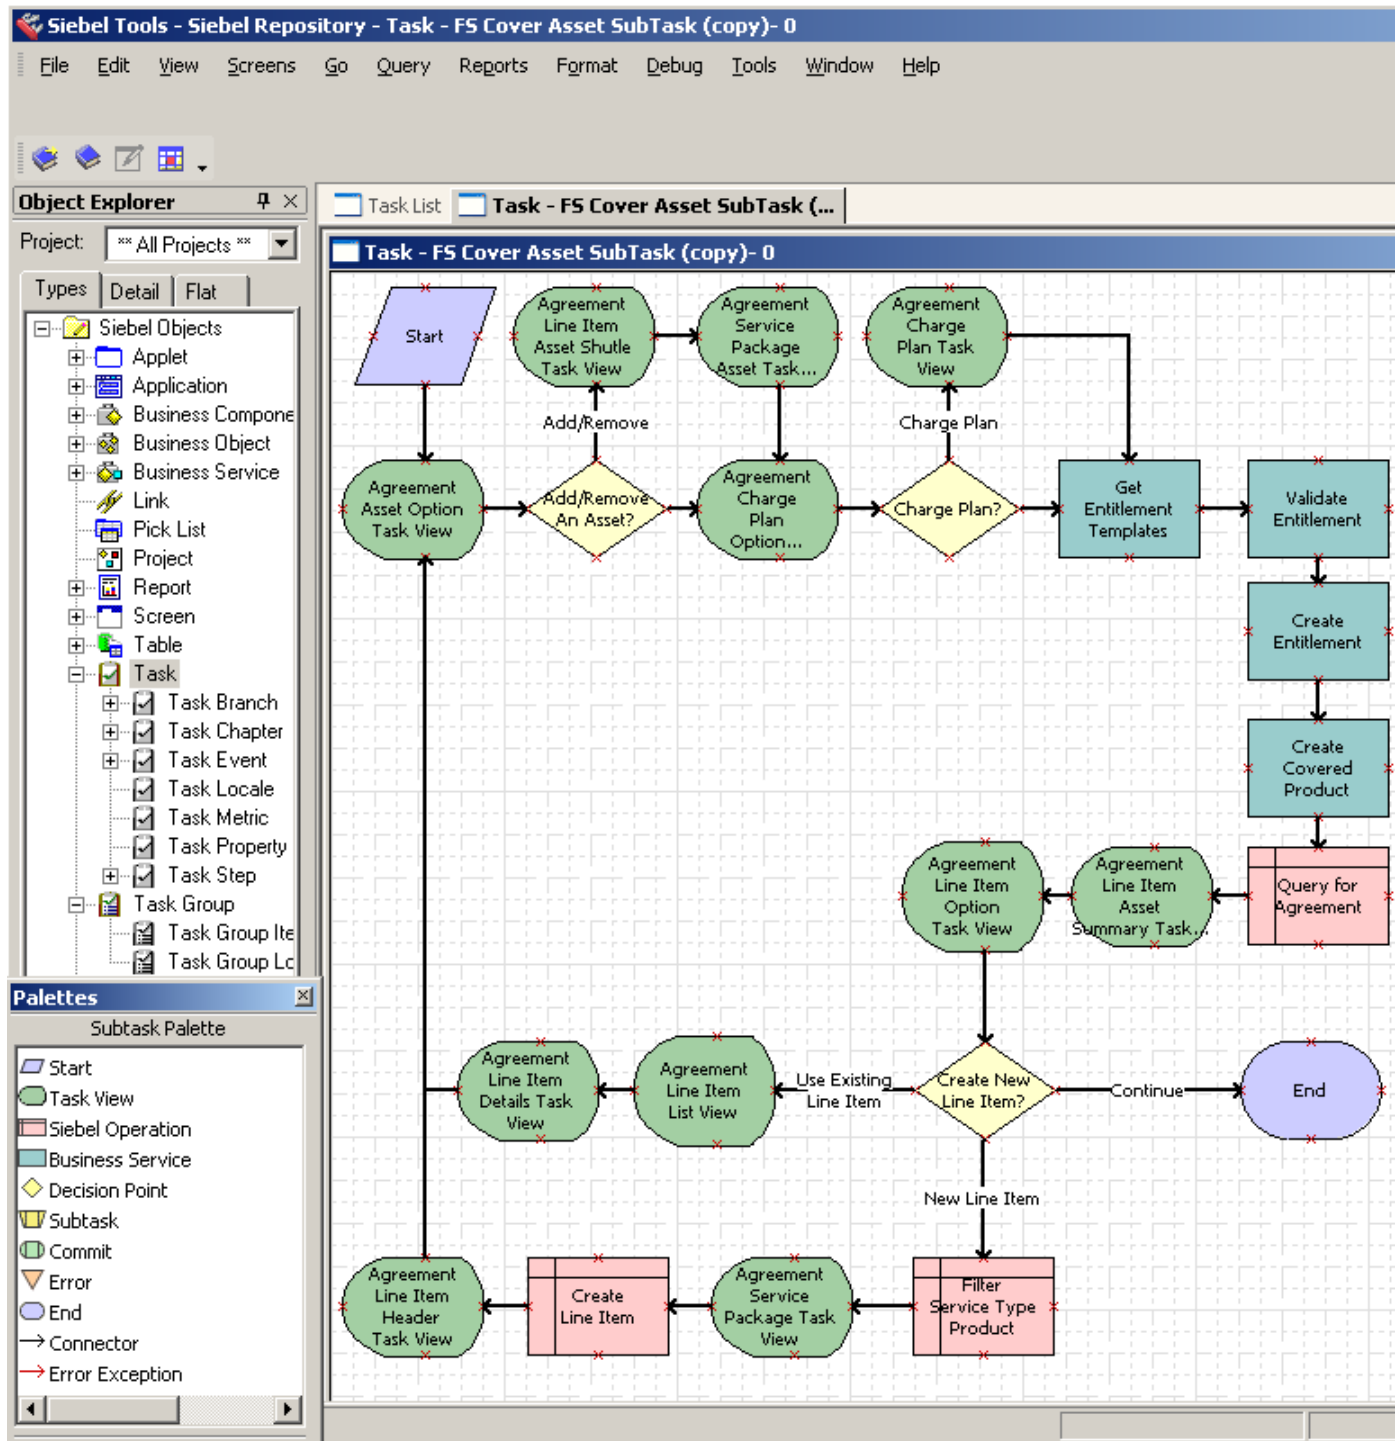 Siebel Tools - Siebel Repository - Task - FS Cover Asset SubTask (copy)- 0
File Edit View Screens Go Query Reports Format Debug Tools Window Help
Object Explorer
Project: ** All Projects **
Types Detail Flat
Siebel Objects
Applet
Application
Business Compone
Business Object
Business Service
Link
Pick List
Project
Report
Screen
Table
Task
Task Branch
Task Chapter
Task Event
Task Locale
Task Metric
Task Property
Task Step
Task Group
Task Group Ite
Task Group Lc
Palettes
Subtask Palette
Start
Task View
Siebel Operation
Business Service
Decision Point
Subtask
Commit
Error
End
Connector
Error Exception
Task List
Task - FS Cover Asset SubTask (...
Task - FS Cover Asset SubTask (copy)- 0
Start
Agreement
Line Item
Asset Shutle
Task View
Agreement
Service
Package
Asset Task...
Agreement
Charge
Plan Task
View
Add/Remove
Charge Plan
Agreement
Asset Option
Task View
Add/Remove
An Asset?
Agreement
Charge
Plan
Option...
Charge Plan?
Get
Entitlement
Templates
Validate
Entitlement
Create
Entitlement
Create
Covered
Product
Query for
Agreement
Agreement
Line Item
Asset
Summary Task...
Agreement
Line Item
Option
Task View
Create New
Line Item?
Continue
End
Use Existing
Line Item
Agreement
Line Item
List View
Agreement
Line Item
Details Task
View
New Line Item
Filter
Service Type
Product
Agreement
Service
Package Task
View
Create
Line Item
Agreement
Line Item
Header
Task View